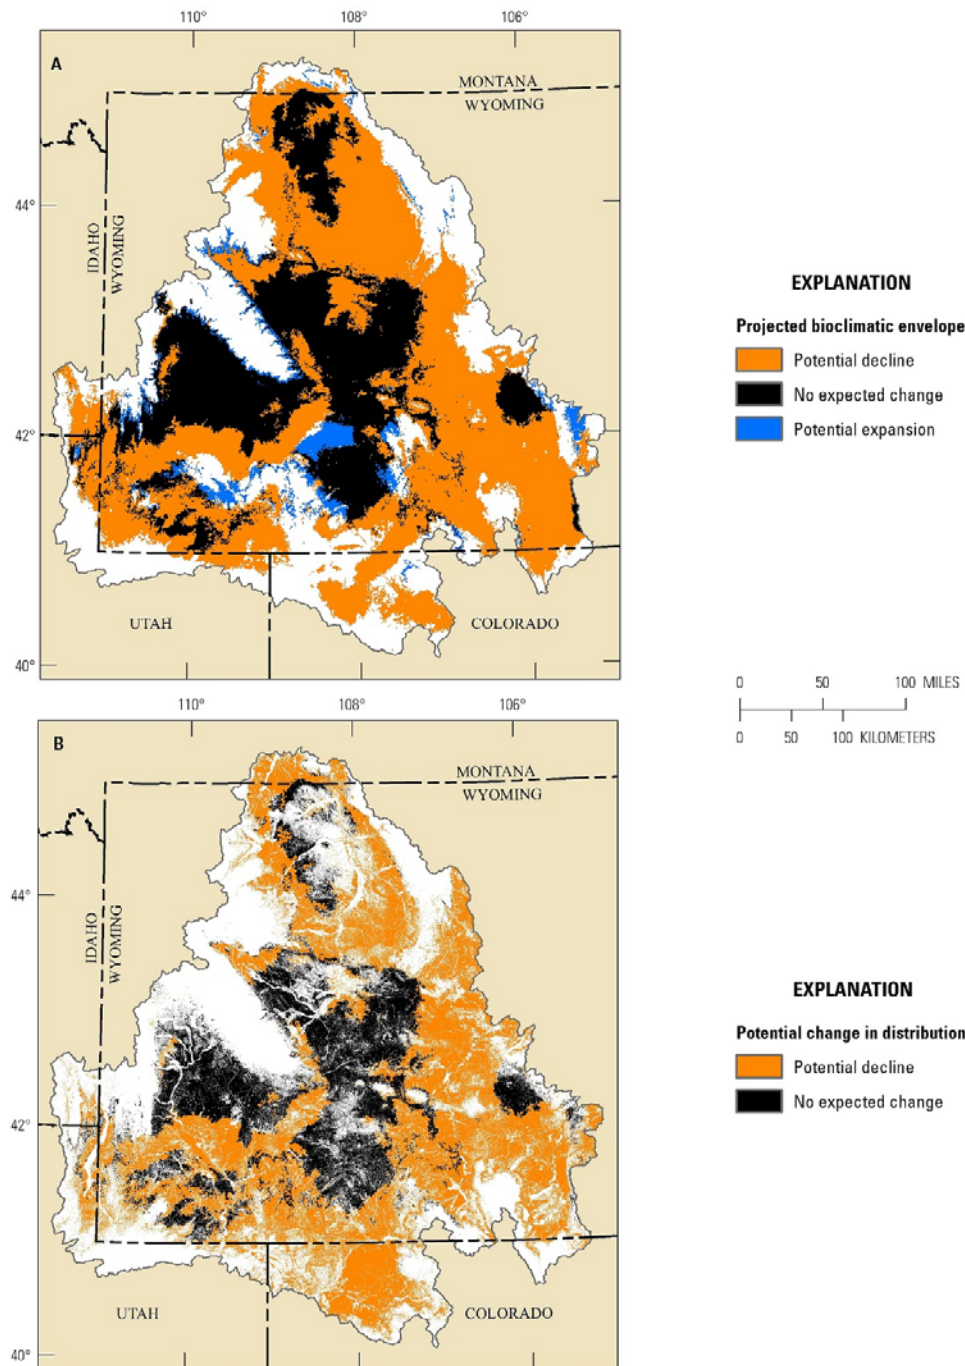 110°
108°
106°
A
MONTANA
WYOMING
44°
IDAHO
WYOMING
42°
UTAH
COLORADO
40°
EXPLANATION
Projected bioclimatic envelope
Potential decline
No expected change
Potential expansion
0 50 100 MILES
0 50 100 KILOMETERS
110°
108°
106°
B
MONTANA
WYOMING
44°
IDAHO
WYOMING
42°
UTAH
COLORADO
40°
EXPLANATION
Potential change in distribution
Potential decline
No expected change